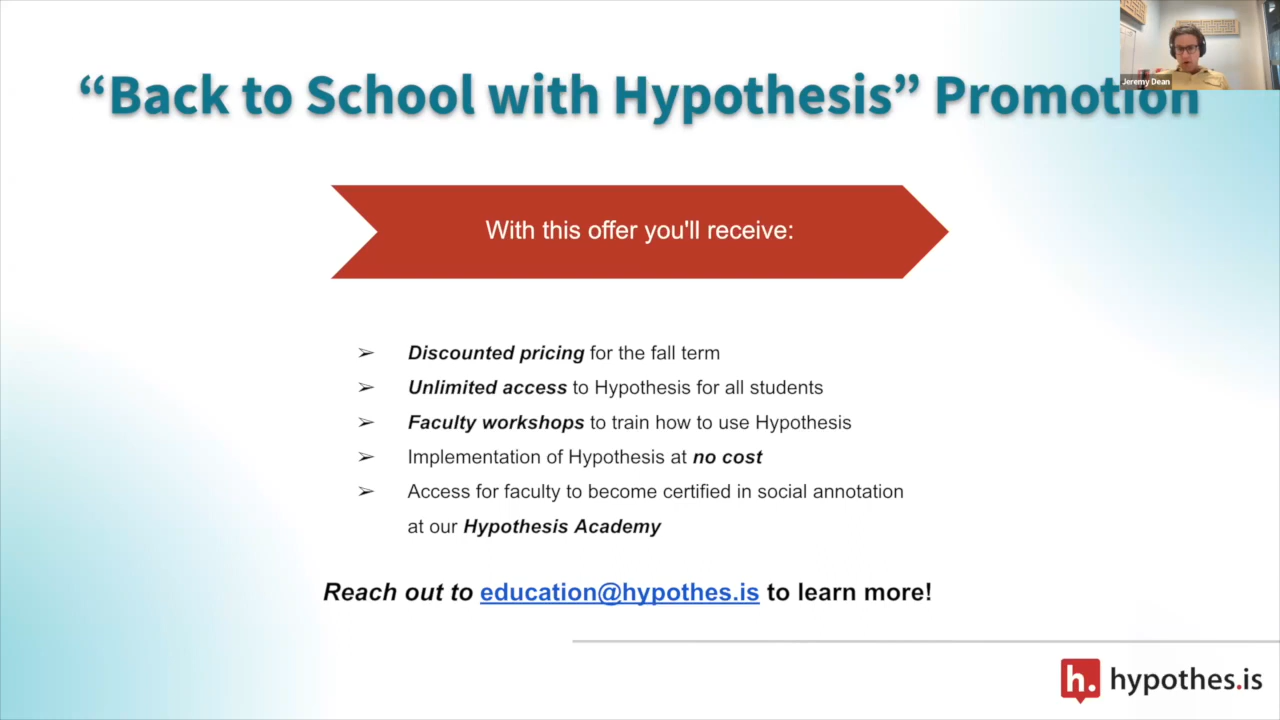 Jeremy Dean
“Back to School with Hypothesis” Promotion
With this offer you'll receive:
➢ Discounted pricing for the fall term
➢ Unlimited access to Hypothesis for all students
➢ Faculty workshops to train how to use Hypothesis
➢ Implementation of Hypothesis at no cost
➢ Access for faculty to become certified in social annotation
at our Hypothesis Academy
Reach out to education@hypothes.is to learn more!
h. hypothes.is